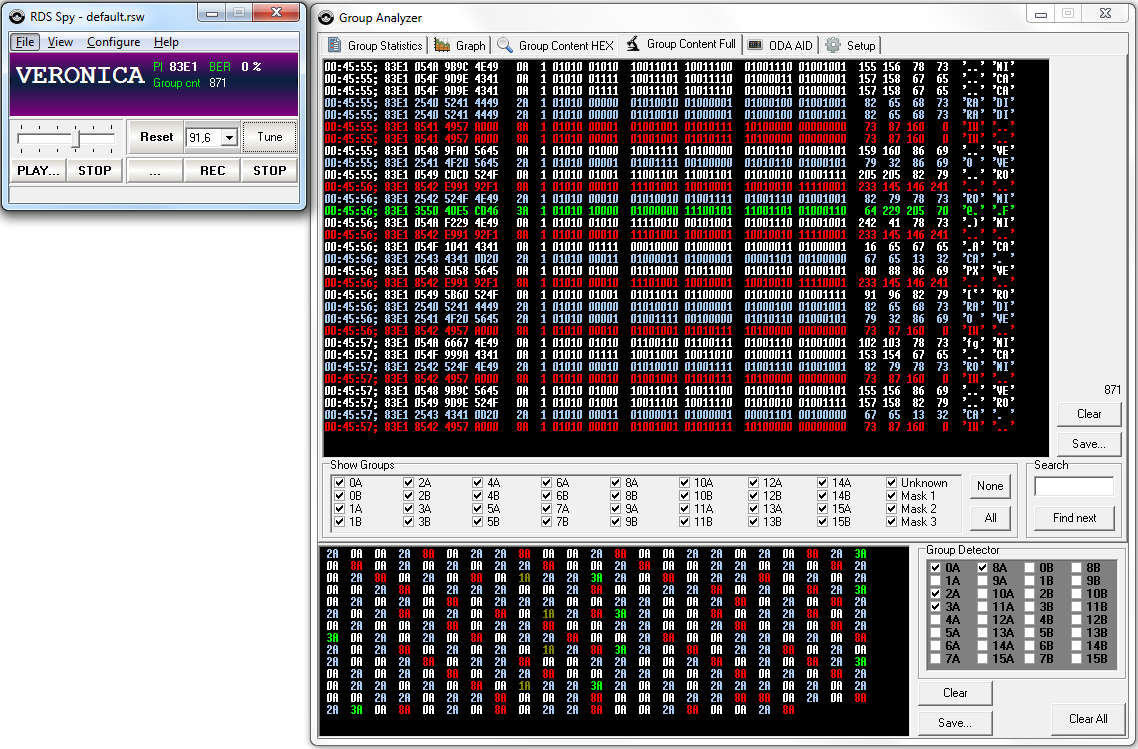 RDS Spy - default.rsw
File View Configure Help
VERONICA PI 83E1 BER 0 %
Group cnt 871
Reset 91,6 Tune
PLAY... STOP ... REC STOP
Group Analyzer
Group Statistics Graph Group Content HEX Group Content Full ODA AID Setup
00:45:55; 83E1 054A 9B9C 4E49 0A 1 01010 01010 10011011 10011100 01001110 01001001 155 156 78 73 '..' 'NI'
00:45:55; 83E1 054F 9D9E 4341 0A 1 01010 01111 10011101 10011110 01000011 01000001 157 158 67 65 '..' 'CA'
00:45:55; 83E1 054F 9D9E 4341 0A 1 01010 01111 10011101 10011110 01000011 01000001 157 158 67 65 '..' 'CA'
00:45:55; 83E1 2540 5241 4449 2A 1 01010 00000 01010010 01000001 01000100 01001001 82 65 68 73 'RA' 'DI'
00:45:55; 83E1 2540 5241 4449 2A 1 01010 00000 01010010 01000001 01000100 01001001 82 65 68 73 'RA' 'DI'
00:45:55; 83E1 8541 4957 A000 8A 1 01010 00001 01001001 01010111 10100000 00000000 73 87 160 0 'IW' '..'
00:45:55; 83E1 8541 4957 A000 8A 1 01010 00001 01001001 01010111 10100000 00000000 73 87 160 0 'IW' '..'
00:45:55; 83E1 0548 9FA0 5645 0A 1 01010 01000 10011111 10100000 01010110 01000101 159 160 86 69 '..' 'VE'
00:45:56; 83E1 2541 4F20 5645 2A 1 01010 00001 01001111 00100000 01010110 01000101 79 32 86 69 'O ' 'VE'
00:45:56; 83E1 0549 CDCD 524F 0A 1 01010 01001 11001101 11001101 01010010 01001111 205 205 82 79 '..' 'RO'
00:45:56; 83E1 8542 E991 92F1 8A 1 01010 00010 11101001 10010001 10010010 11110001 233 145 146 241 '..' '..'
00:45:56; 83E1 2542 524F 4E49 2A 1 01010 00010 01010010 01001111 01001110 01001001 82 79 78 73 'RO' 'NI'
00:45:56; 83E1 3550 40E5 CD46 3A 1 01010 10000 01000000 11100101 11001101 01000110 64 229 205 70 '@.' '.F'
00:45:56; 83E1 054A F229 4E49 0A 1 01010 01010 11110010 00101001 01001110 01001001 242 41 78 73 '.)' 'NI'
00:45:56; 83E1 8542 E991 92F1 8A 1 01010 00010 11101001 10010001 10010010 11110001 233 145 146 241 '..' '..'
00:45:56; 83E1 054F 1041 4341 0A 1 01010 01111 00010000 01000001 01000011 01000001 16 65 67 65 '.A' 'CA'
00:45:56; 83E1 2543 4341 0D20 2A 1 01010 00011 01000011 01000001 00001101 00100000 67 65 13 32 'CA' '. '
00:45:56; 83E1 0548 5058 5645 0A 1 01010 01000 01010000 01011000 01010110 01000101 80 88 86 69 'PX' 'VE'
00:45:56; 83E1 8542 E991 92F1 8A 1 01010 00010 11101001 10010001 10010010 11110001 233 145 146 241 '..' '..'
00:45:56; 83E1 0549 5B60 524F 0A 1 01010 01001 01011011 01100000 01010010 01001111 91 96 82 79 '[`' 'RO'
00:45:56; 83E1 2540 5241 4449 2A 1 01010 00000 01010010 01000001 01000100 01001001 82 65 68 73 'RA' 'DI'
00:45:56; 83E1 2541 4F20 5645 2A 1 01010 00001 01001111 00100000 01010110 01000101 79 32 86 69 'O ' 'VE'
00:45:56; 83E1 8542 4957 A000 8A 1 01010 00010 01001001 01010111 10100000 00000000 73 87 160 0 'IW' '..'
00:45:57; 83E1 054A 6667 4E49 0A 1 01010 01010 01100110 01100111 01001110 01001001 102 103 78 73 'fg' 'NI'
00:45:57; 83E1 054F 999A 4341 0A 1 01010 01111 10011001 10011010 01000011 01000001 153 154 67 65 '..' 'CA'
00:45:57; 83E1 2542 524F 4E49 2A 1 01010 00010 01010010 01001111 01001110 01001001 82 79 78 73 'RO' 'NI'
00:45:57; 83E1 8542 4957 A000 8A 1 01010 00010 01001001 01010111 10100000 00000000 73 87 160 0 'IW' '..'
00:45:57; 83E1 0548 9B9C 5645 0A 1 01010 01000 10011011 10011100 01010110 01000101 155 156 86 69 '..' 'VE'
00:45:57; 83E1 0549 9D9E 524F 0A 1 01010 01001 10011101 10011110 01010010 01001111 157 158 82 79 '..' 'RO'
00:45:57; 83E1 2543 4341 0D20 2A 1 01010 00011 01000011 01000001 00001101 00100000 67 65 13 32 'CA' '. '
00:45:57; 83E1 8542 4957 A000 8A 1 01010 00010 01001001 01010111 10100000 00000000 73 87 160 0 'IW' '..'
871
Clear
Save...
Show Groups
0A 2A 4A 6A 8A 10A 12A 14A Unknown
0B 2B 4B 6B 8B 10B 12B 14B Mask 1
1A 3A 5A 7A 9A 11A 13A 15A Mask 2
1B 3B 5B 7B 9B 11B 13B 15B Mask 3
None
All
Search
Find next
2A 0A 0A 2A 8A 0A 2A 2A 8A 0A 0A 2A 8A 0A 0A 2A 2A 0A 2A 0A 8A 2A 3A
Group Detector
0A 8A 0B 8B
1A 9A 1B 9B
2A 10A 2B 10B
3A 11A 3B 11B
4A 12A 4B 12B
5A 13A 5B 13B
6A 14A 6B 14B
7A 15A 7B 15B
Clear
Save...
Clear All